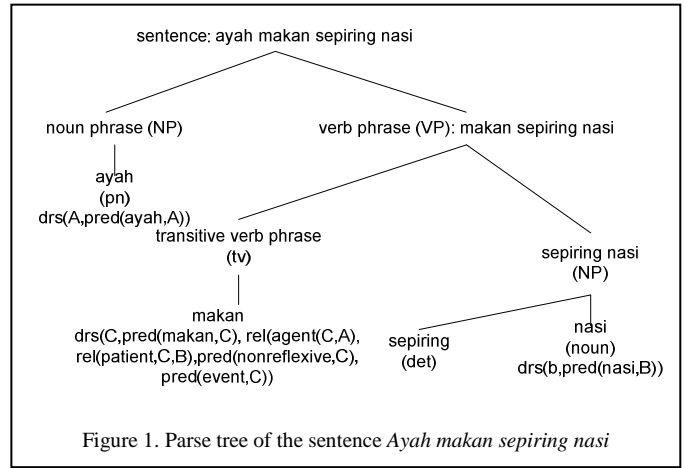 sentence: ayah makan sepiring nasi
noun phrase (NP)
verb phrase (VP): makan sepiring nasi
ayah
(pn)
drs(A,pred(ayah,A))
transitive verb phrase
(tv)
sepiring nasi
(NP)
makan
drs(C,pred(makan,C), rel(agent(C,A),
rel(patient,C,B),pred(nonreflexive,C),
pred(event,C))
sepiring
(det)
nasi
(noun)
drs(b,pred(nasi,B))
Figure 1. Parse tree of the sentence Ayah makan sepiring nasi